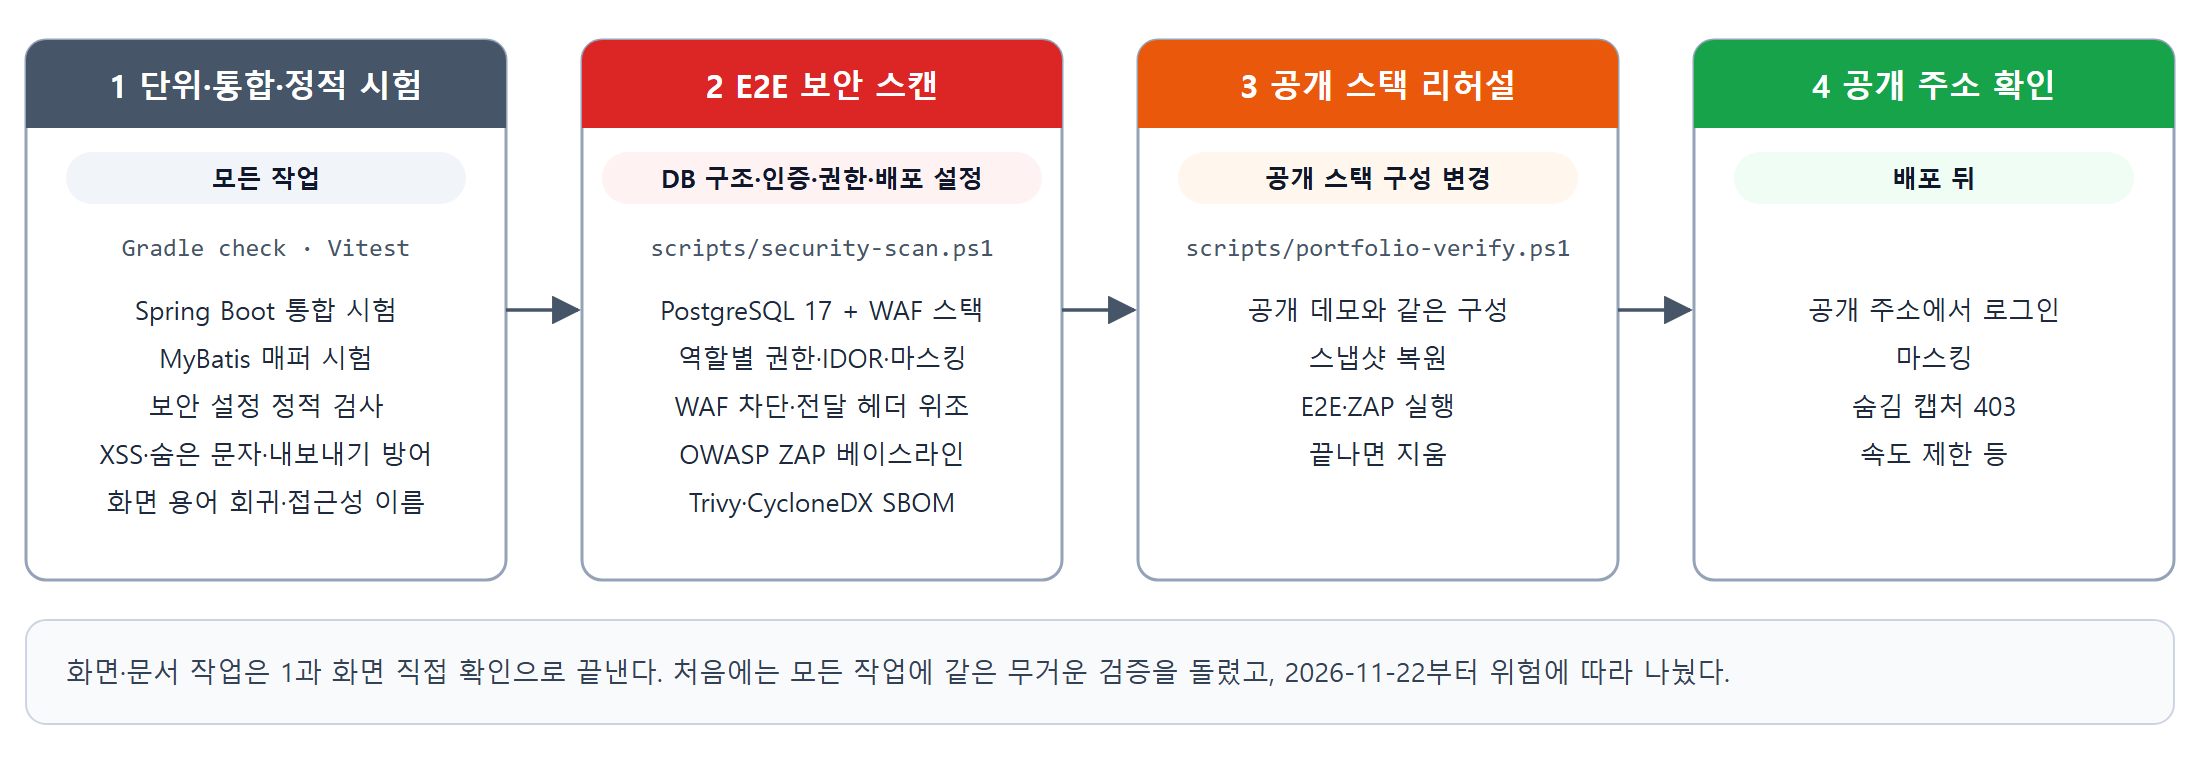 1 단위·통합·정적 시험
모든 작업
Gradle check · Vitest
Spring Boot 통합 시험
MyBatis 매퍼 시험
보안 설정 정적 검사
XSS·숨은 문자·내보내기 방어
화면 용어 회귀·접근성 이름
2 E2E 보안 스캔
DB 구조·인증·권한·배포 설정
scripts/security-scan.ps1
PostgreSQL 17 + WAF 스택
역할별 권한·IDOR·마스킹
WAF 차단·전달 헤더 위조
OWASP ZAP 베이스라인
Trivy·CycloneDX SBOM
3 공개 스택 리허설
공개 스택 구성 변경
scripts/portfolio-verify.ps1
공개 데모와 같은 구성
스냅샷 복원
E2E·ZAP 실행
끝나면 지움
4 공개 주소 확인
배포 뒤
공개 주소에서 로그인
마스킹
숨김 캡처 403
속도 제한 등
화면·문서 작업은 1과 화면 직접 확인으로 끝낸다. 처음에는 모든 작업에 같은 무거운 검증을 돌렸고, 2026-11-22부터 위험에 따라 나눴다.